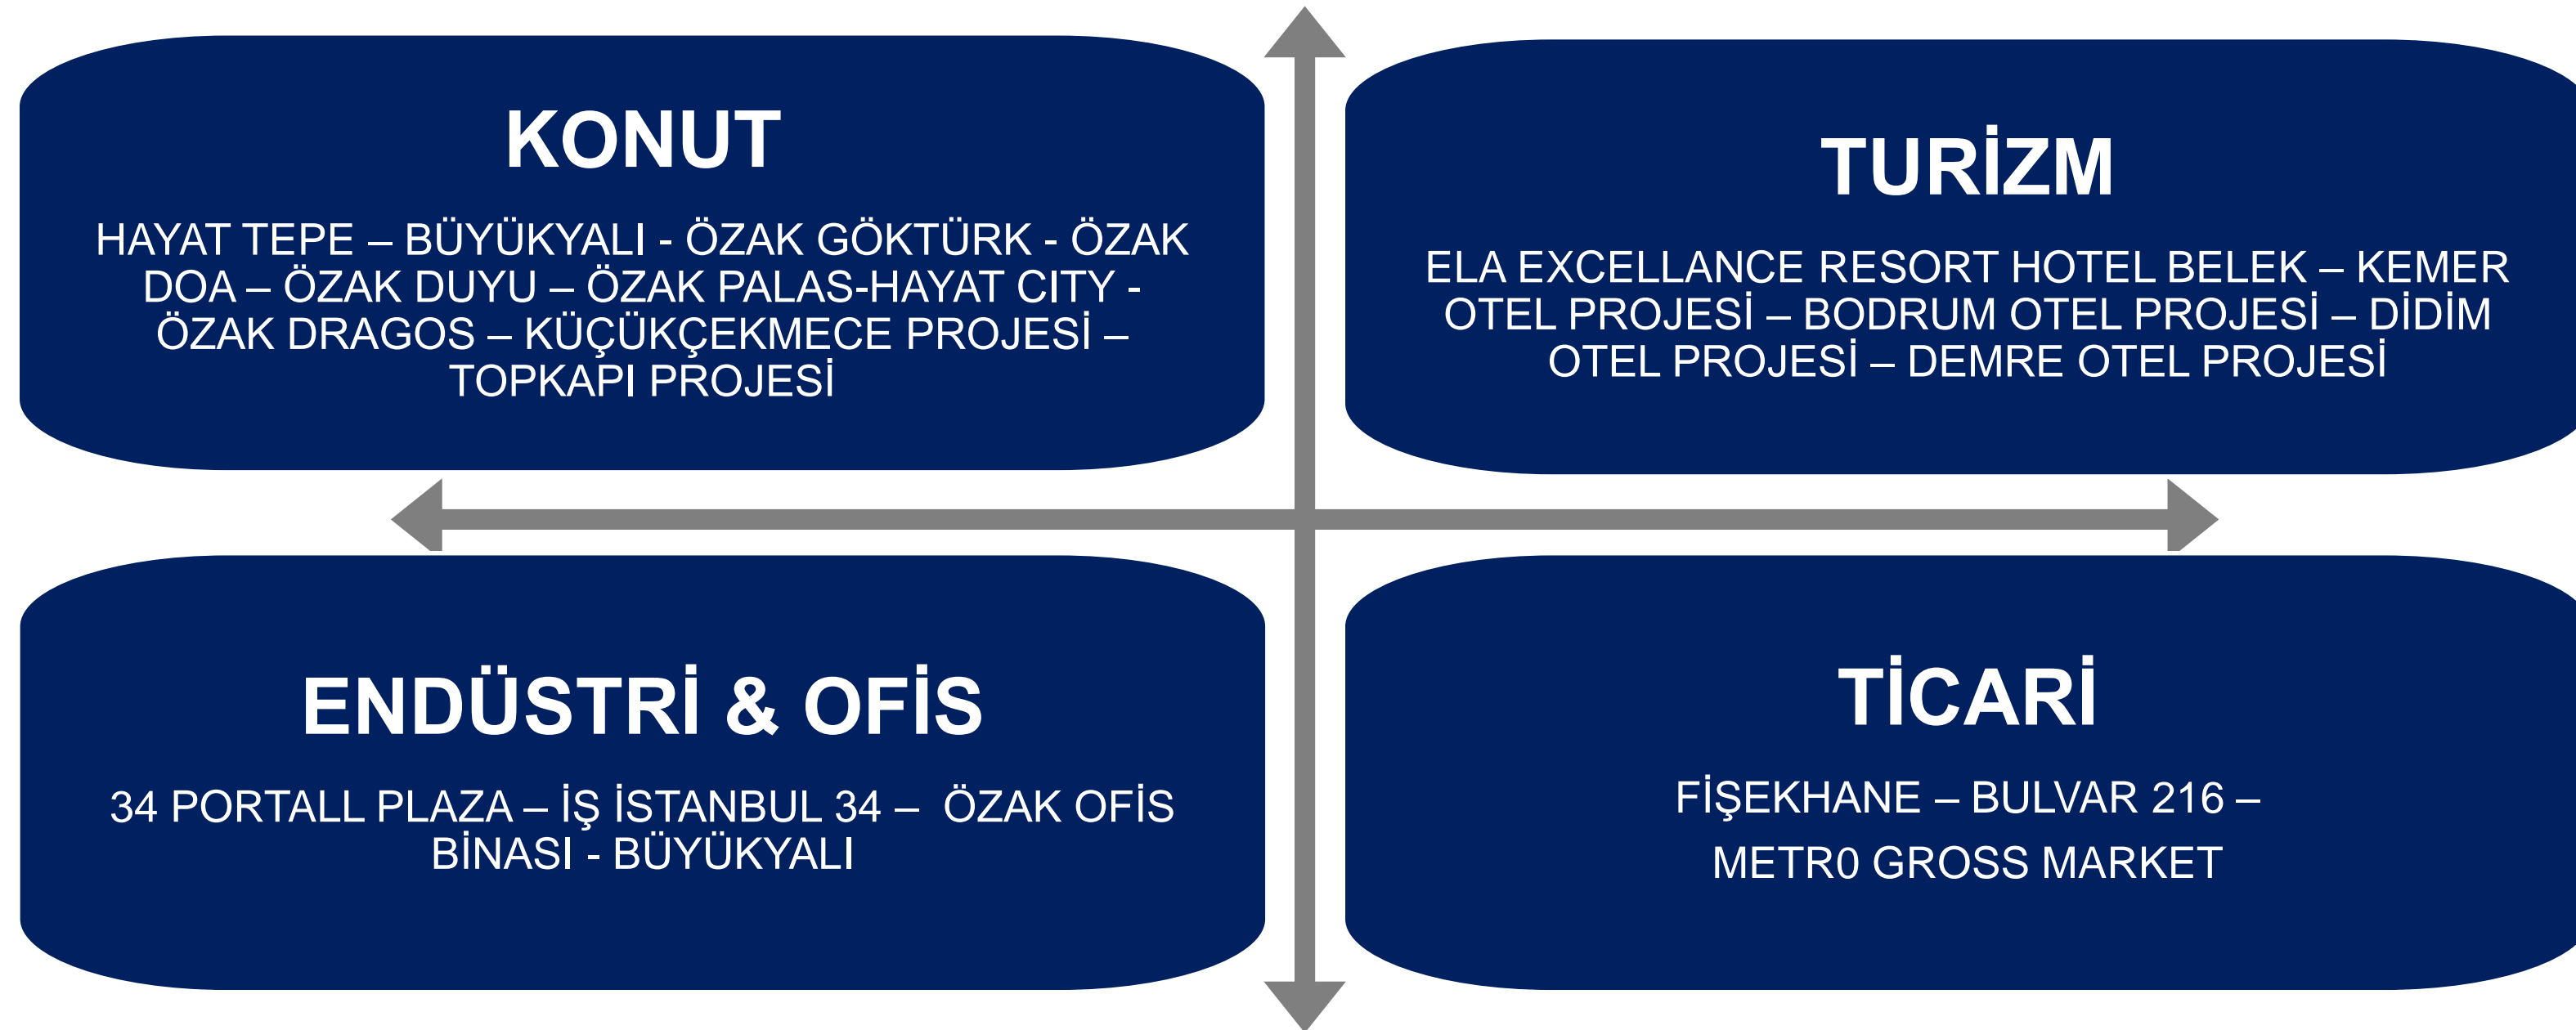 KONUT
HAYAT TEPE – BÜYÜKYALI - ÖZAK GÖKTÜRK - ÖZAK
DOA – ÖZAK DUYU – ÖZAK PALAS-HAYAT CITY -
ÖZAK DRAGOS – KÜÇÜKÇEKMECE PROJESİ –
TOPKAPI PROJESİ
TURİZM
ELA EXCELLANCE RESORT HOTEL BELEK – KEMER
OTEL PROJESİ – BODRUM OTEL PROJESİ – DİDİM
OTEL PROJESİ – DEMRE OTEL PROJESİ
ENDÜSTRİ & OFİS
34 PORTALL PLAZA – İŞ İSTANBUL 34 – ÖZAK OFİS
BİNASI - BÜYÜKYALI
TİCARİ
FİŞEKHANE – BULVAR 216 –
METR0 GROSS MARKET